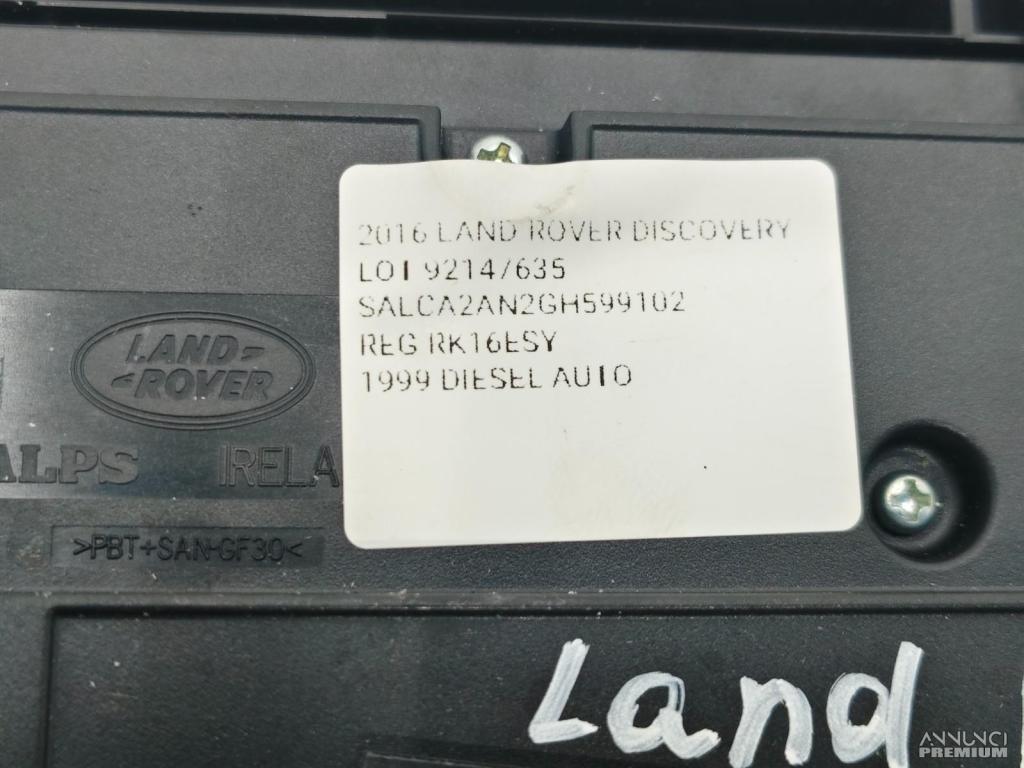 2016 LAND ROVER DISCOVERY
LOT 9214/635
SALCA2AN2GH599102
REG RK16ESY
1999 DIESEL AUTO
LAND-
-ROVER
ALPS IRELA
>PBT+SAN-GF30<
Land
ANNUNCI
PREMIUM